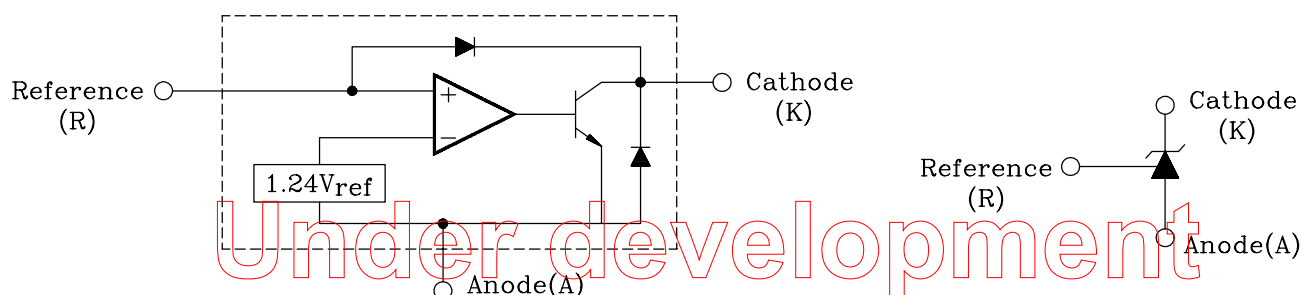 Reference
(R)
+
−
1.24Vref
Cathode
(K)
Anode(A)
Cathode
(K)
Reference
(R)
Anode(A)
Under development